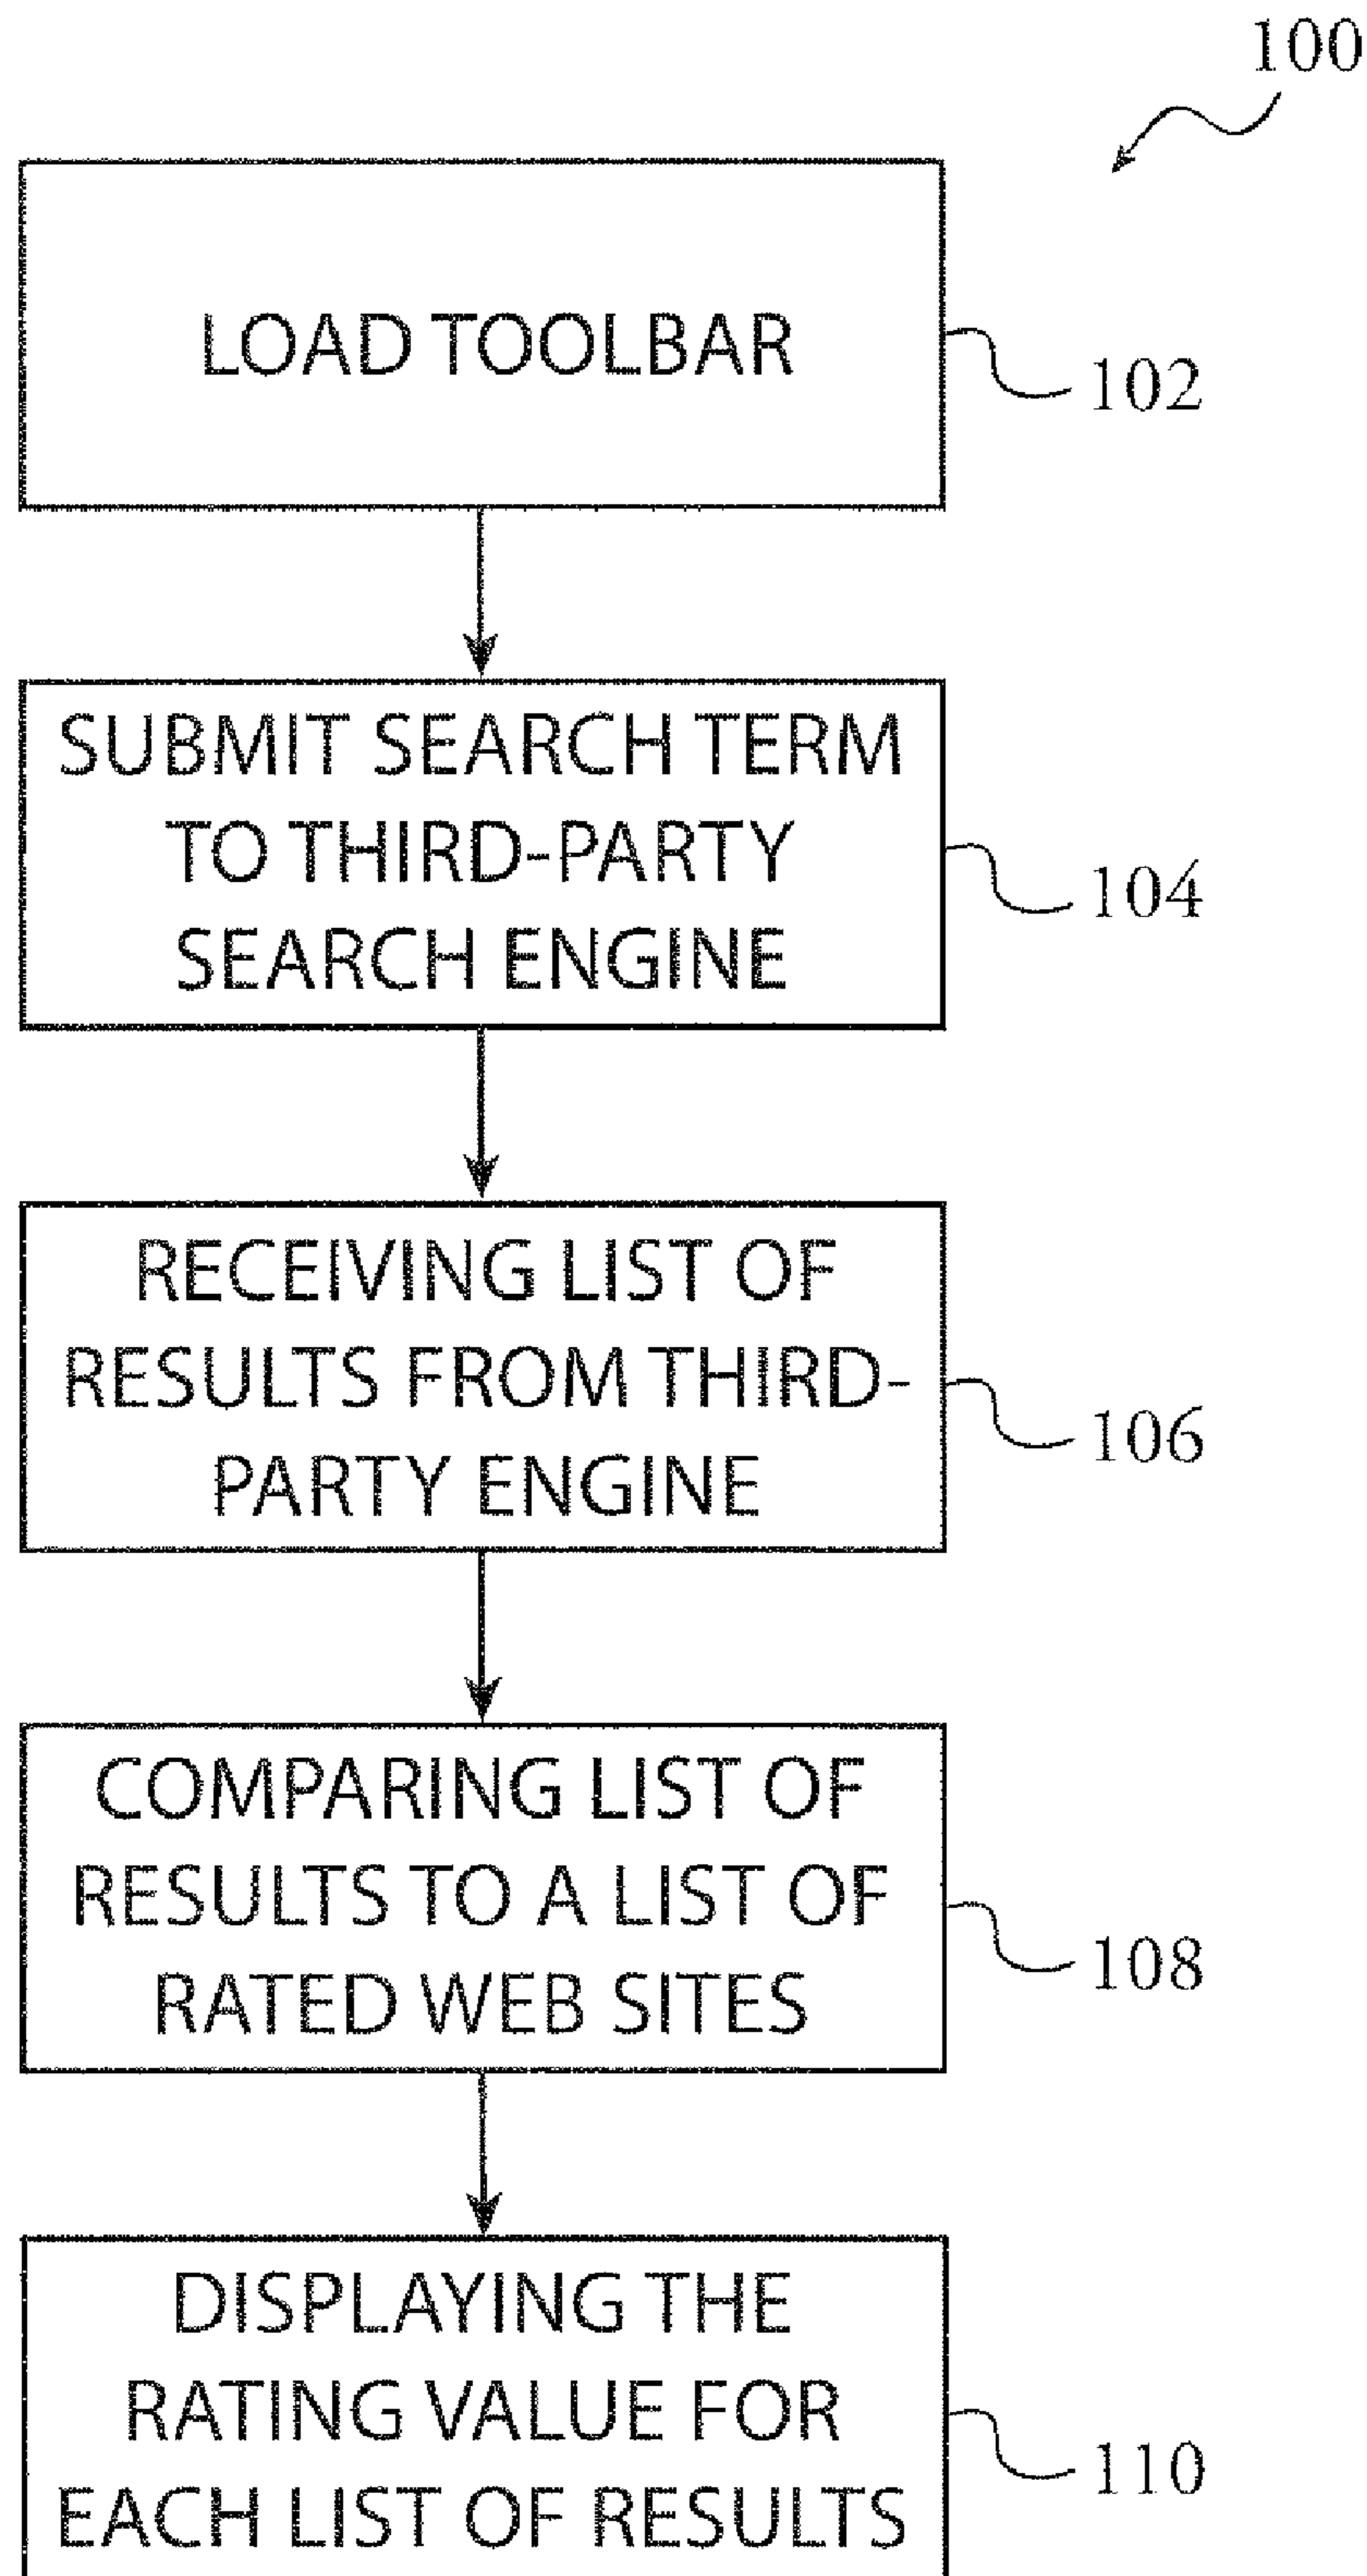 100
LOAD TOOLBAR
102
SUBMIT SEARCH TERM
TO THIRD-PARTY
SEARCH ENGINE
104
RECEIVING LIST OF
RESULTS FROM THIRD-
PARTY ENGINE
106
COMPARING LIST OF
RESULTS TO A LIST OF
RATED WEB SITES
108
DISPLAYING THE
RATING VALUE FOR
EACH LIST OF RESULTS
110